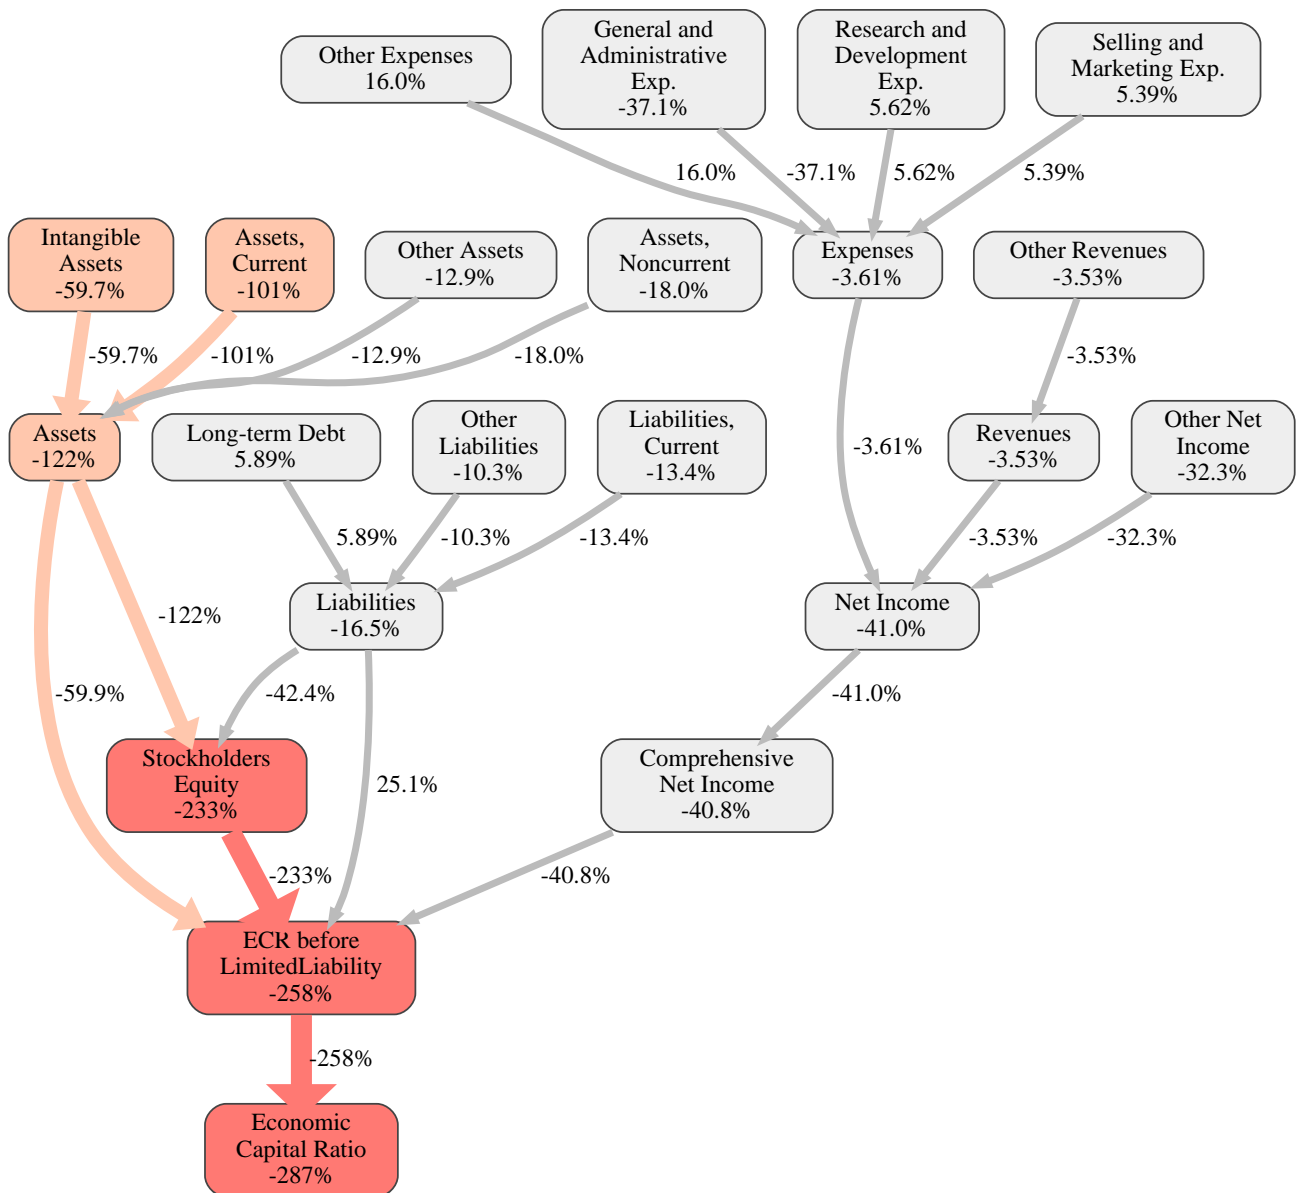 Other Expenses
16.0%
General and
Administrative
Exp.
-37.1%
Research and
Development
Exp.
5.62%
Selling and
Marketing Exp.
5.39%
16.0%
-37.1%
5.62%
5.39%
Intangible
Assets
-59.7%
Assets,
Current
-101%
Other Assets
-12.9%
Assets,
Noncurrent
-18.0%
Expenses
-3.61%
Other Revenues
-3.53%
-59.7%
-101%
-12.9%
-18.0%
-3.53%
Assets
-122%
Long-term Debt
5.89%
Other
Liabilities
-10.3%
Liabilities,
Current
-13.4%
-3.61%
Revenues
-3.53%
Other Net
Income
-32.3%
5.89%
-10.3%
-13.4%
-3.53%
-32.3%
Liabilities
-16.5%
Net Income
-41.0%
-122%
-59.9%
-42.4%
-41.0%
Stockholders
Equity
-233%
25.1%
Comprehensive
Net Income
-40.8%
-233%
-40.8%
ECR before
LimitedLiability
-258%
-258%
Economic
Capital Ratio
-287%